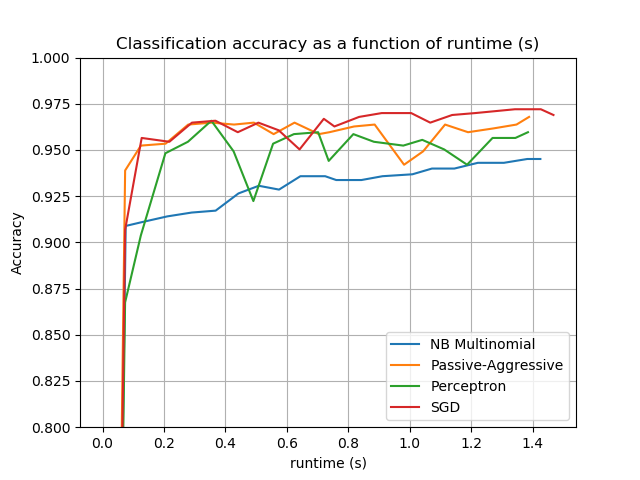 Classification accuracy as a function of runtime (s)
1.000
0.975
0.950
0.925
0.900
0.875
0.850
0.825
0.800
Accuracy
NB Multinomial
Passive-Aggressive
Perceptron
SGD
0.0 0.2 0.4 0.6 0.8 1.0 1.2 1.4
runtime (s)